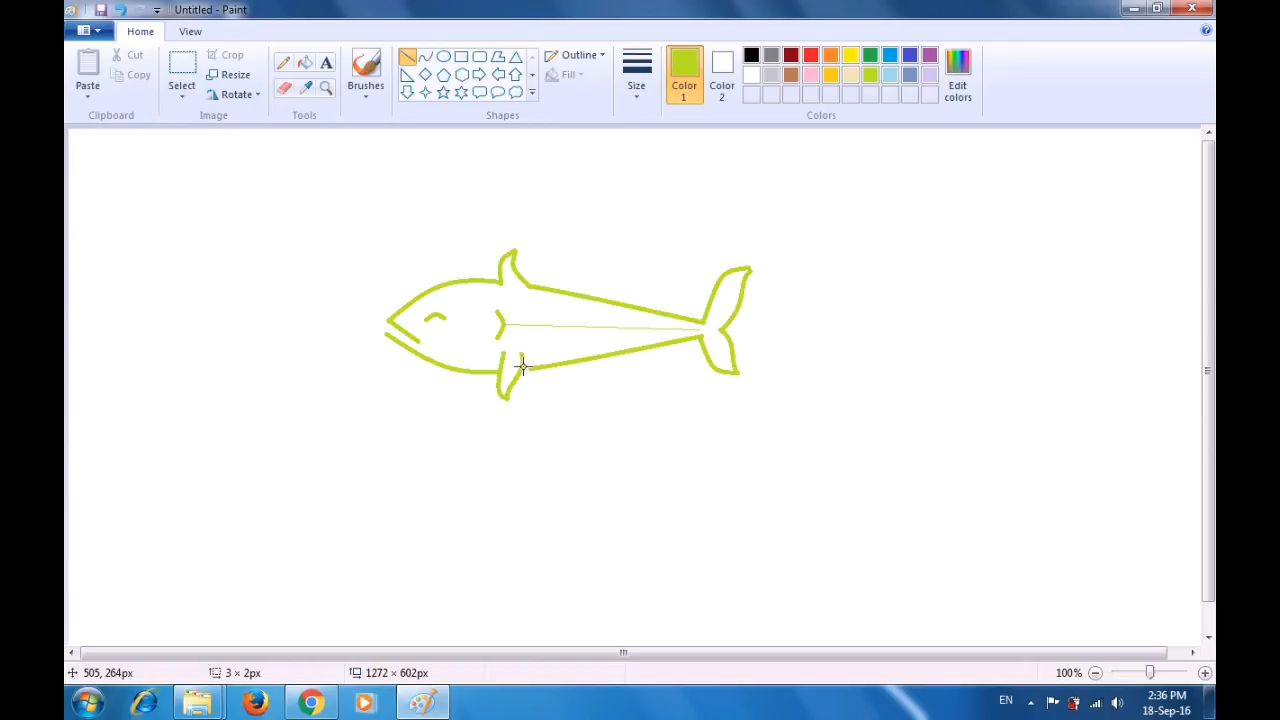 Untitled - Paint
Home View
Paste
Cut
Copy
Clipboard
Select
Crop
Resize
Rotate
Image
A
Tools
Brushes
Outline
Fill
Shapes
Size
Color
1
Color
2
Edit
colors
Colors
505, 264px
3 × 2px
1272 × 602px
100%
EN
2:36 PM
18-Sep-16